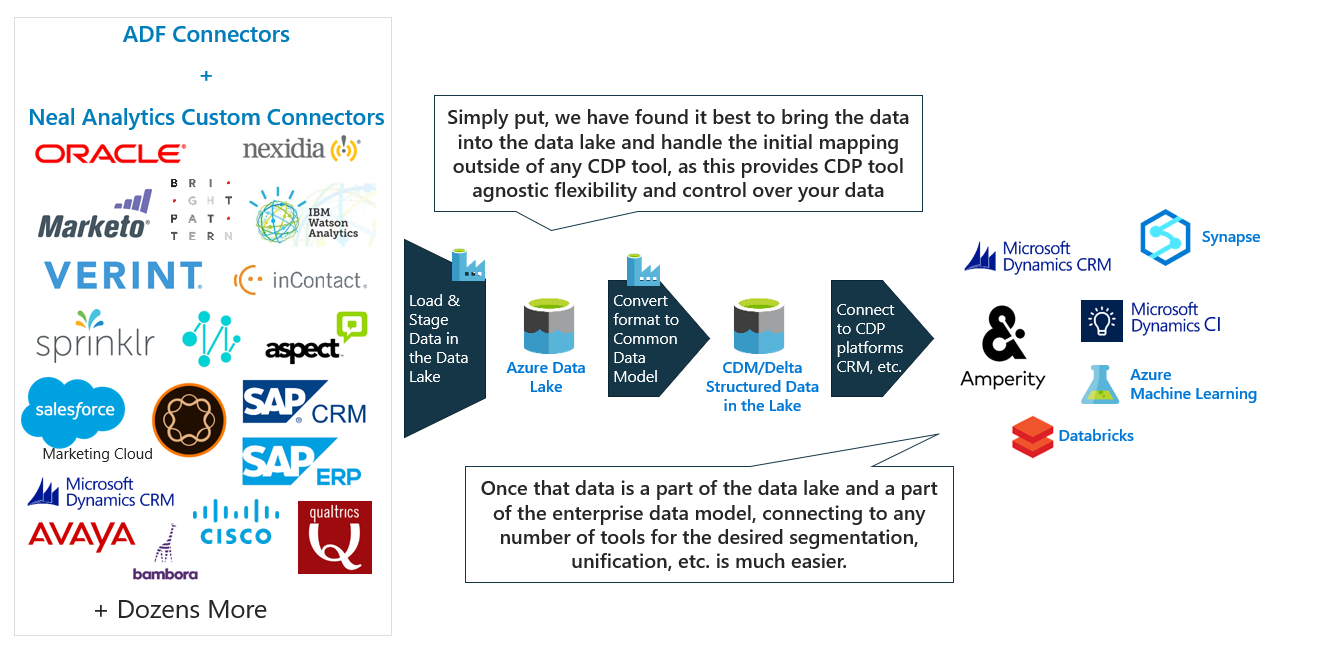 ADF Connectors
+
Neal Analytics Custom Connectors
ORACLE®
nexidia
Marketo®
BRI
GHT
PAT
TERN
IBM
Watson
Analytics
VERINT®
inContact®
sprinklr
aspect™
salesforce
Marketing Cloud
SAP® CRM
SAP ERP
Microsoft
Dynamics CRM
AVAYA
bambora
CISCO
qualtrics
Q
+ Dozens More
Simply put, we have found it best to bring the data
into the data lake and handle the initial mapping
outside of any CDP tool, as this provides CDP tool
agnostic flexibility and control over your data
Load &
Stage
Data in
the Data
Lake
Azure Data
Lake
Convert
format to
Common
Data
Model
CDM/Delta
Structured Data
in the Lake
Connect
to CDP
platforms
CRM, etc.
Once that data is a part of the data lake and a part
of the enterprise data model, connecting to any
number of tools for the desired segmentation,
unification, etc. is much easier.
Microsoft
Dynamics CRM
Synapse
Amperity
Microsoft
Dynamics CI
Azure
Machine Learning
Databricks